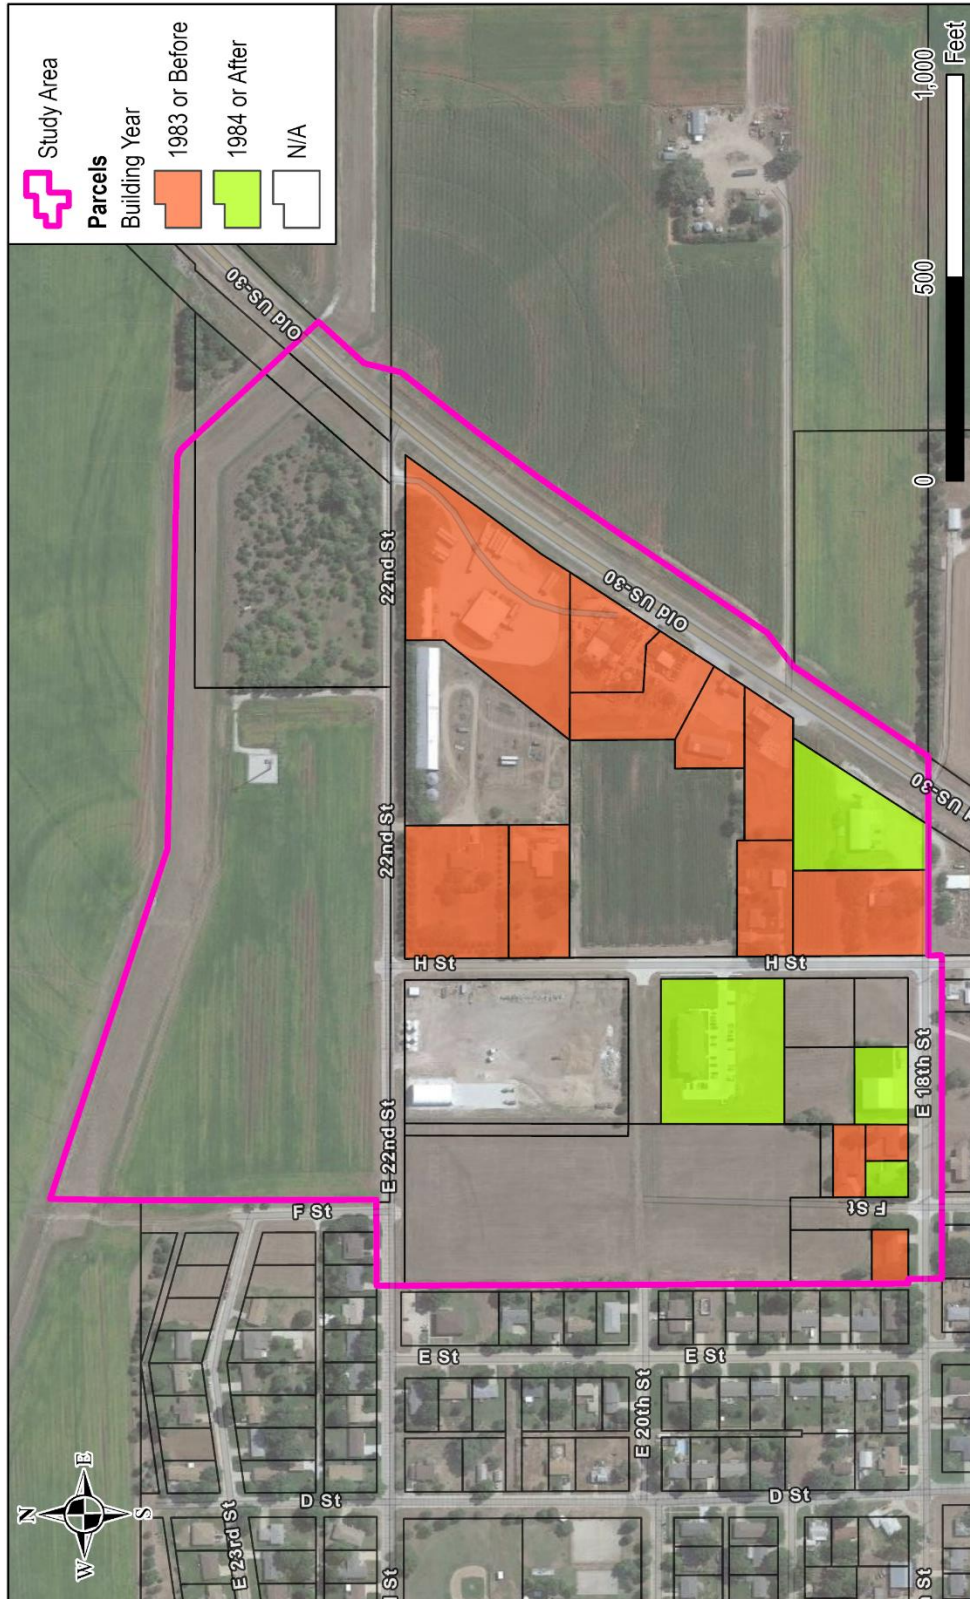 Study Area
Parcels
Building Year
1983 or Before
1984 or After
N/A
N
W
E
S
Old US-30
E 23rd St
F St
D St
22nd St
22nd St
E 22nd St
l St
E St
H St
Old US-30
E 20th St
E St
H St
D St
F St
E 18th St
d US-30
h St
0
500
1,000
Feet